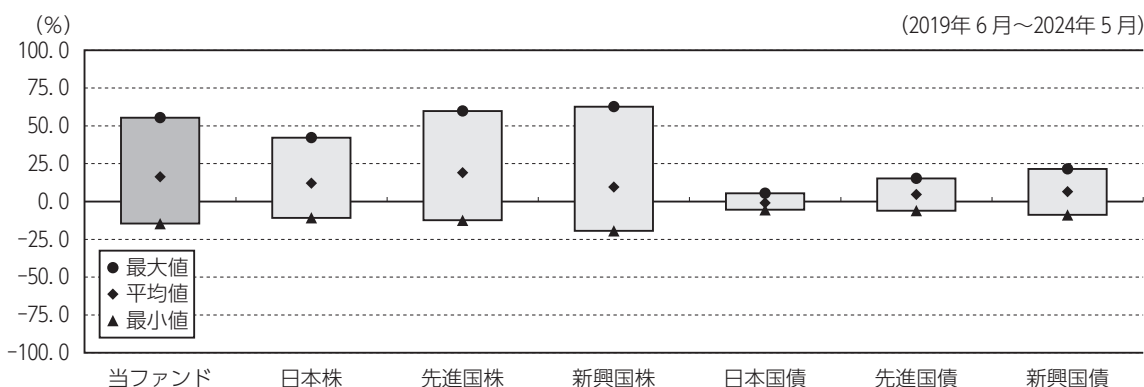 (%)
(2019年6月～2024年5月)
100.0
75.0
50.0
25.0
0.0
-25.0
-50.0
-75.0
-100.0
● 最大値
◆ 平均値
▲ 最小値
当ファンド 日本株 先進国株 新興国株 日本国債 先進国債 新興国債